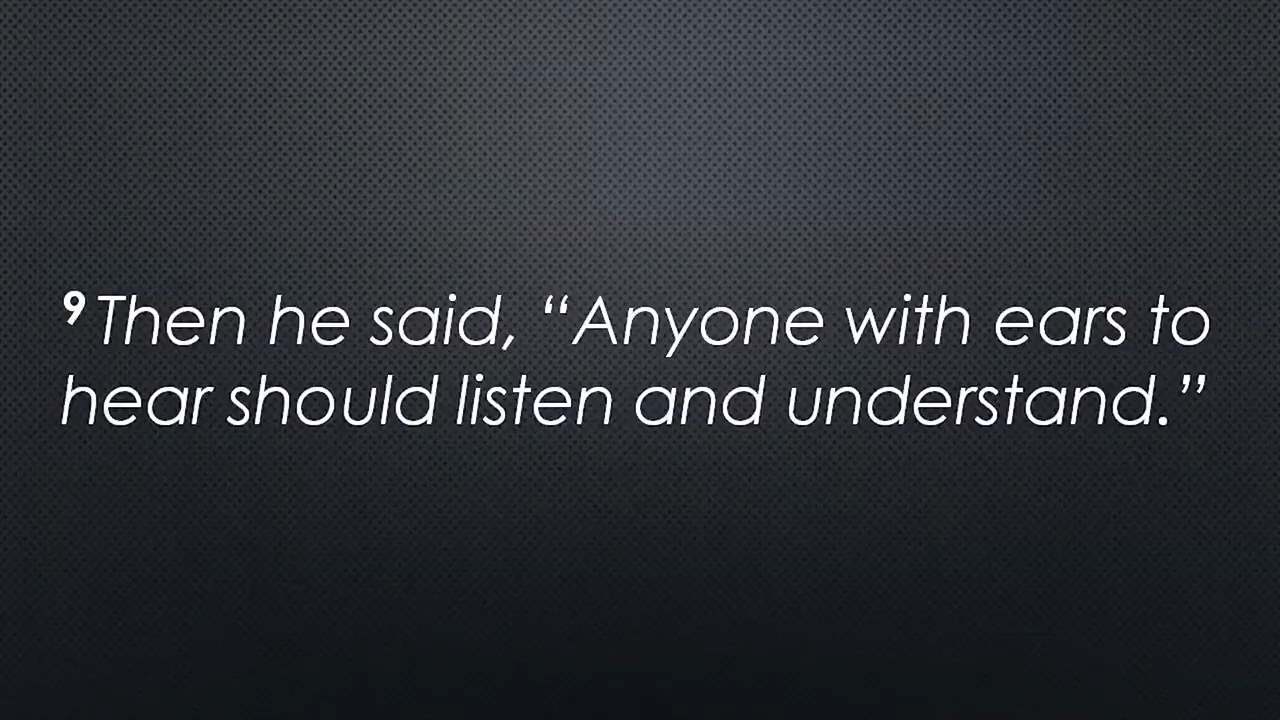 9 Then he said, “Anyone with ears to
hear should listen and understand.”